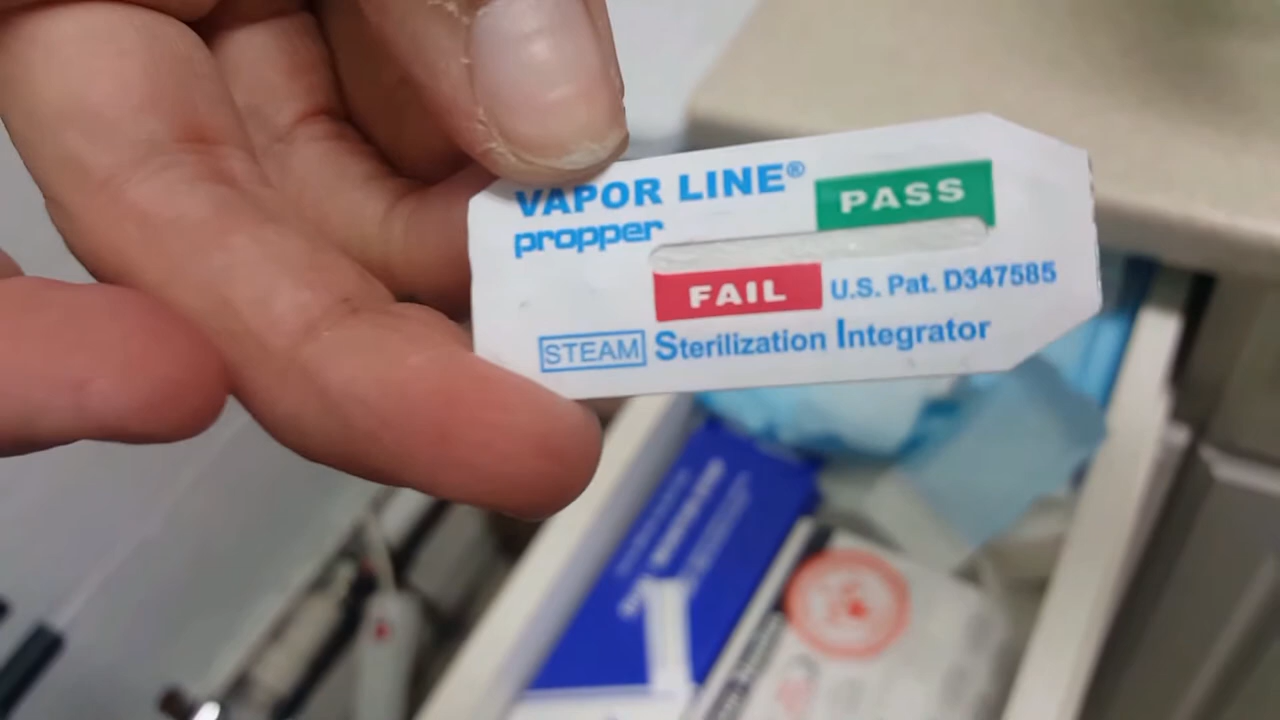 VAPOR LINE®
PASS
propper
FAIL
U.S. Pat. D347585
STEAM Sterilization Integrator